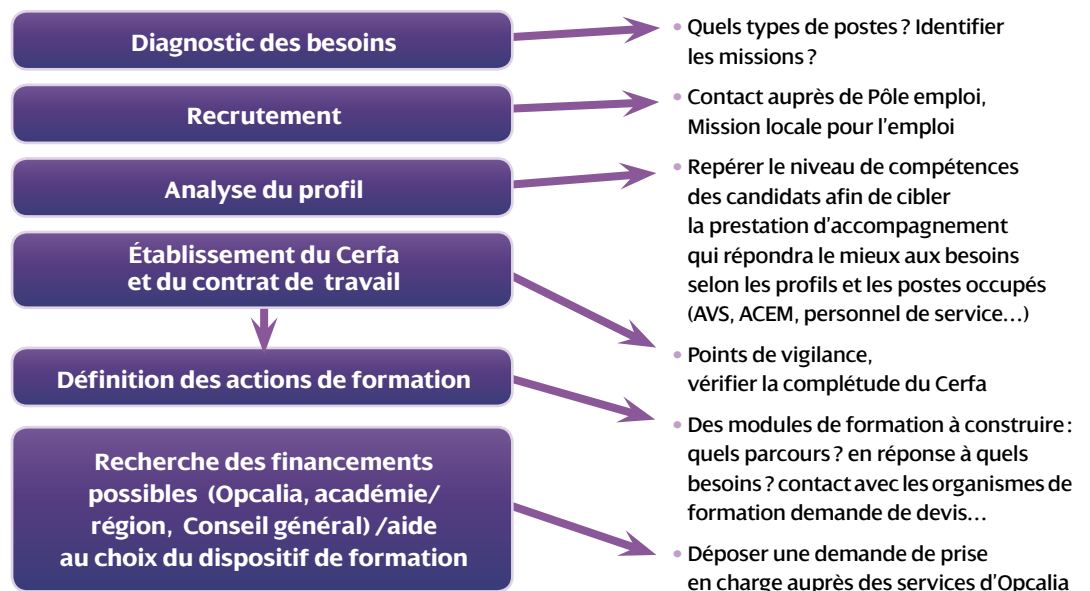 Diagnostic des besoins
• Quels types de postes ? Identifier
les missions ?
Recrutement
• Contact auprès de Pôle emploi,
Mission locale pour l'emploi
Analyse du profil
• Repérer le niveau de compétences
des candidats afin de cibler
la prestation d'accompagnement
qui répondra le mieux aux besoins
selon les profils et les postes occupés
(AVS, ACEM, personnel de service…)
Établissement du Cerfa
et du contrat de travail
• Points de vigilance,
vérifier la complétude du Cerfa
Définition des actions de formation
• Des modules de formation à construire :
quels parcours ? en réponse à quels
besoins ? contact avec les organismes de
formation demande de devis…
Recherche des financements
possibles (Opcalia, académie/
région, Conseil général) /aide
au choix du dispositif de formation
• Déposer une demande de prise
en charge auprès des services d'Opcalia